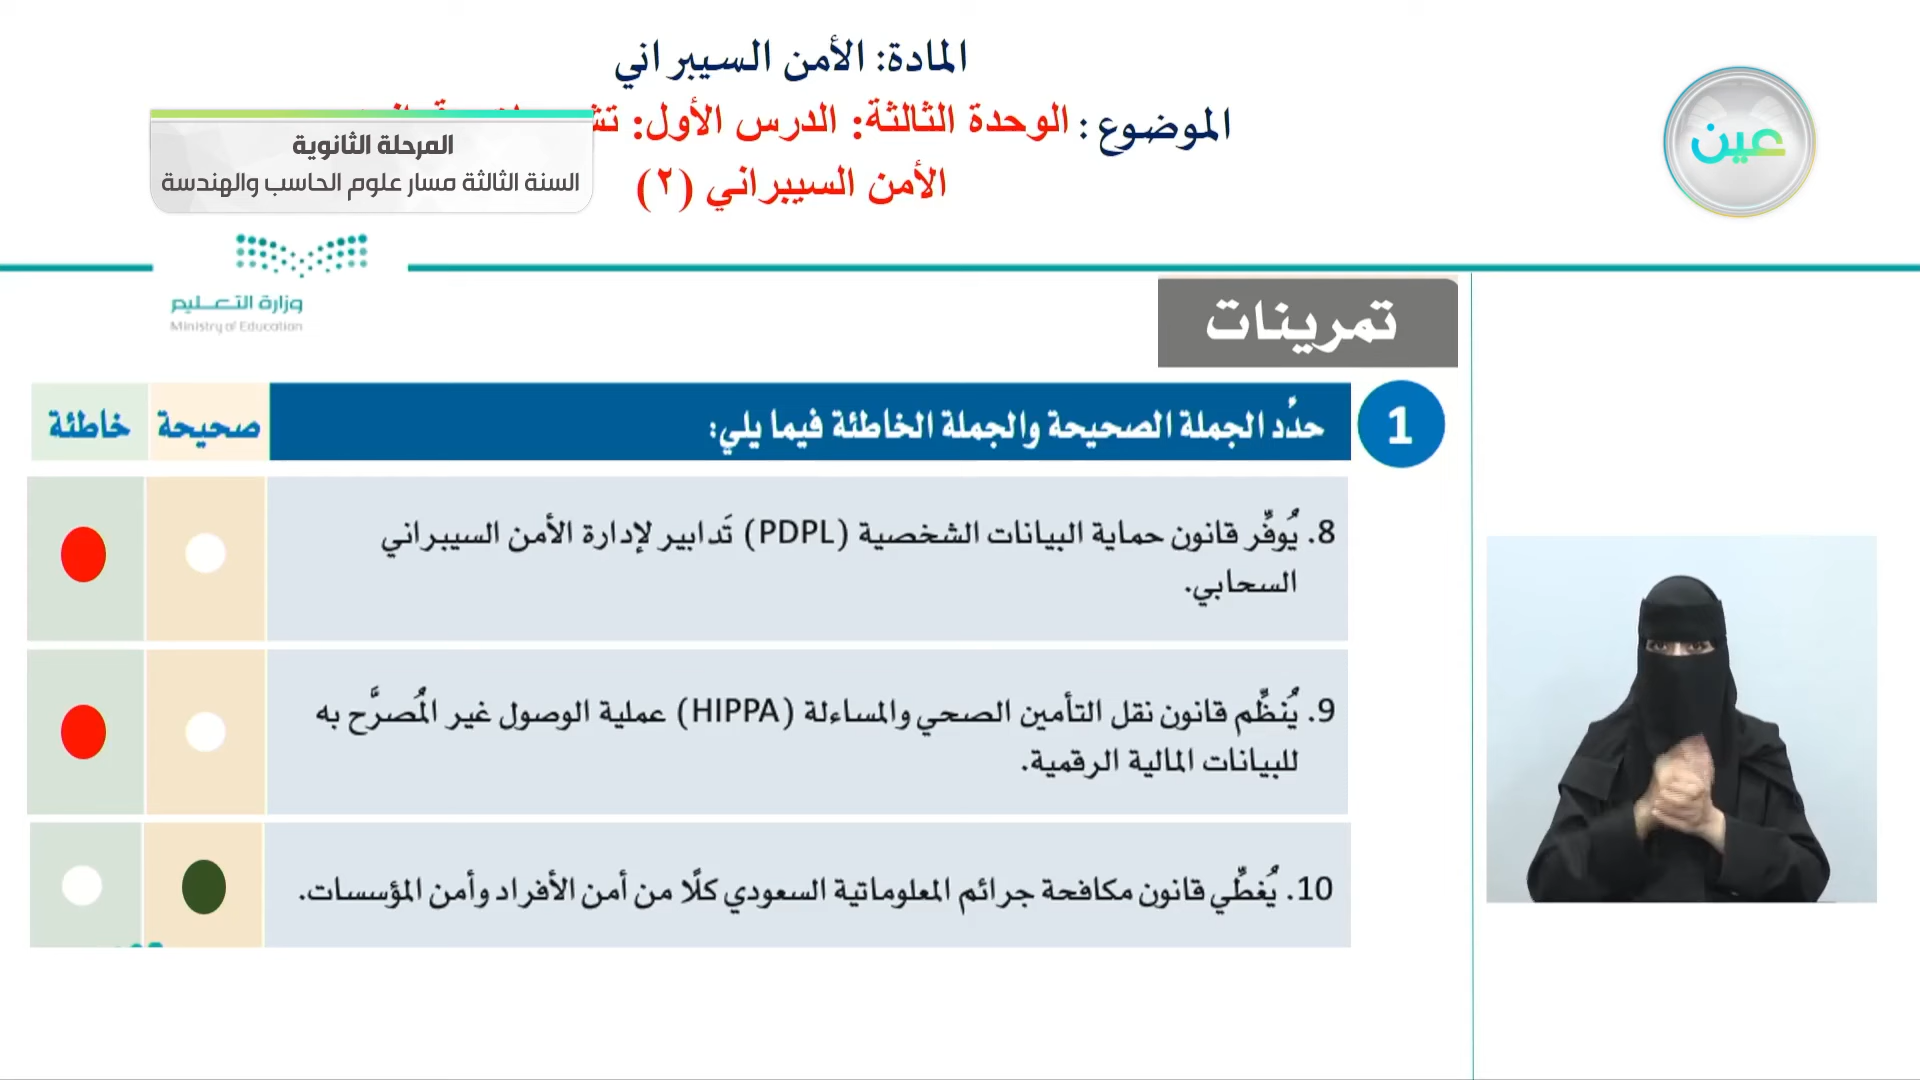 المادة: الأمن السيبراني
الموضوع: الوحدة الثالثة: الدرس الأول:
الأمن السيبراني (٢)
المرحلة الثانوية
السنة الثالثة مسار علوم الحاسب والهندسة
عين
وزارة التعليم
Ministry of Education
تمرينات
1
حدِّد الجملة الصحيحة والجملة الخاطئة فيما يلي:
صحيحة
خاطئة
8. يُوفِّر قانون حماية البيانات الشخصية (PDPL) تَدابير لإدارة الأمن السيبراني
السحابي.
9. يُنظِّم قانون نقل التأمين الصحي والمساءلة (HIPPA) عملية الوصول غير المُصرَّح به
للبيانات المالية الرقمية.
10. يُغطِّي قانون مكافحة جرائم المعلوماتية السعودي كلًا من أمن الأفراد وأمن المؤسسات.